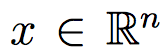 x ∈ ℝⁿ